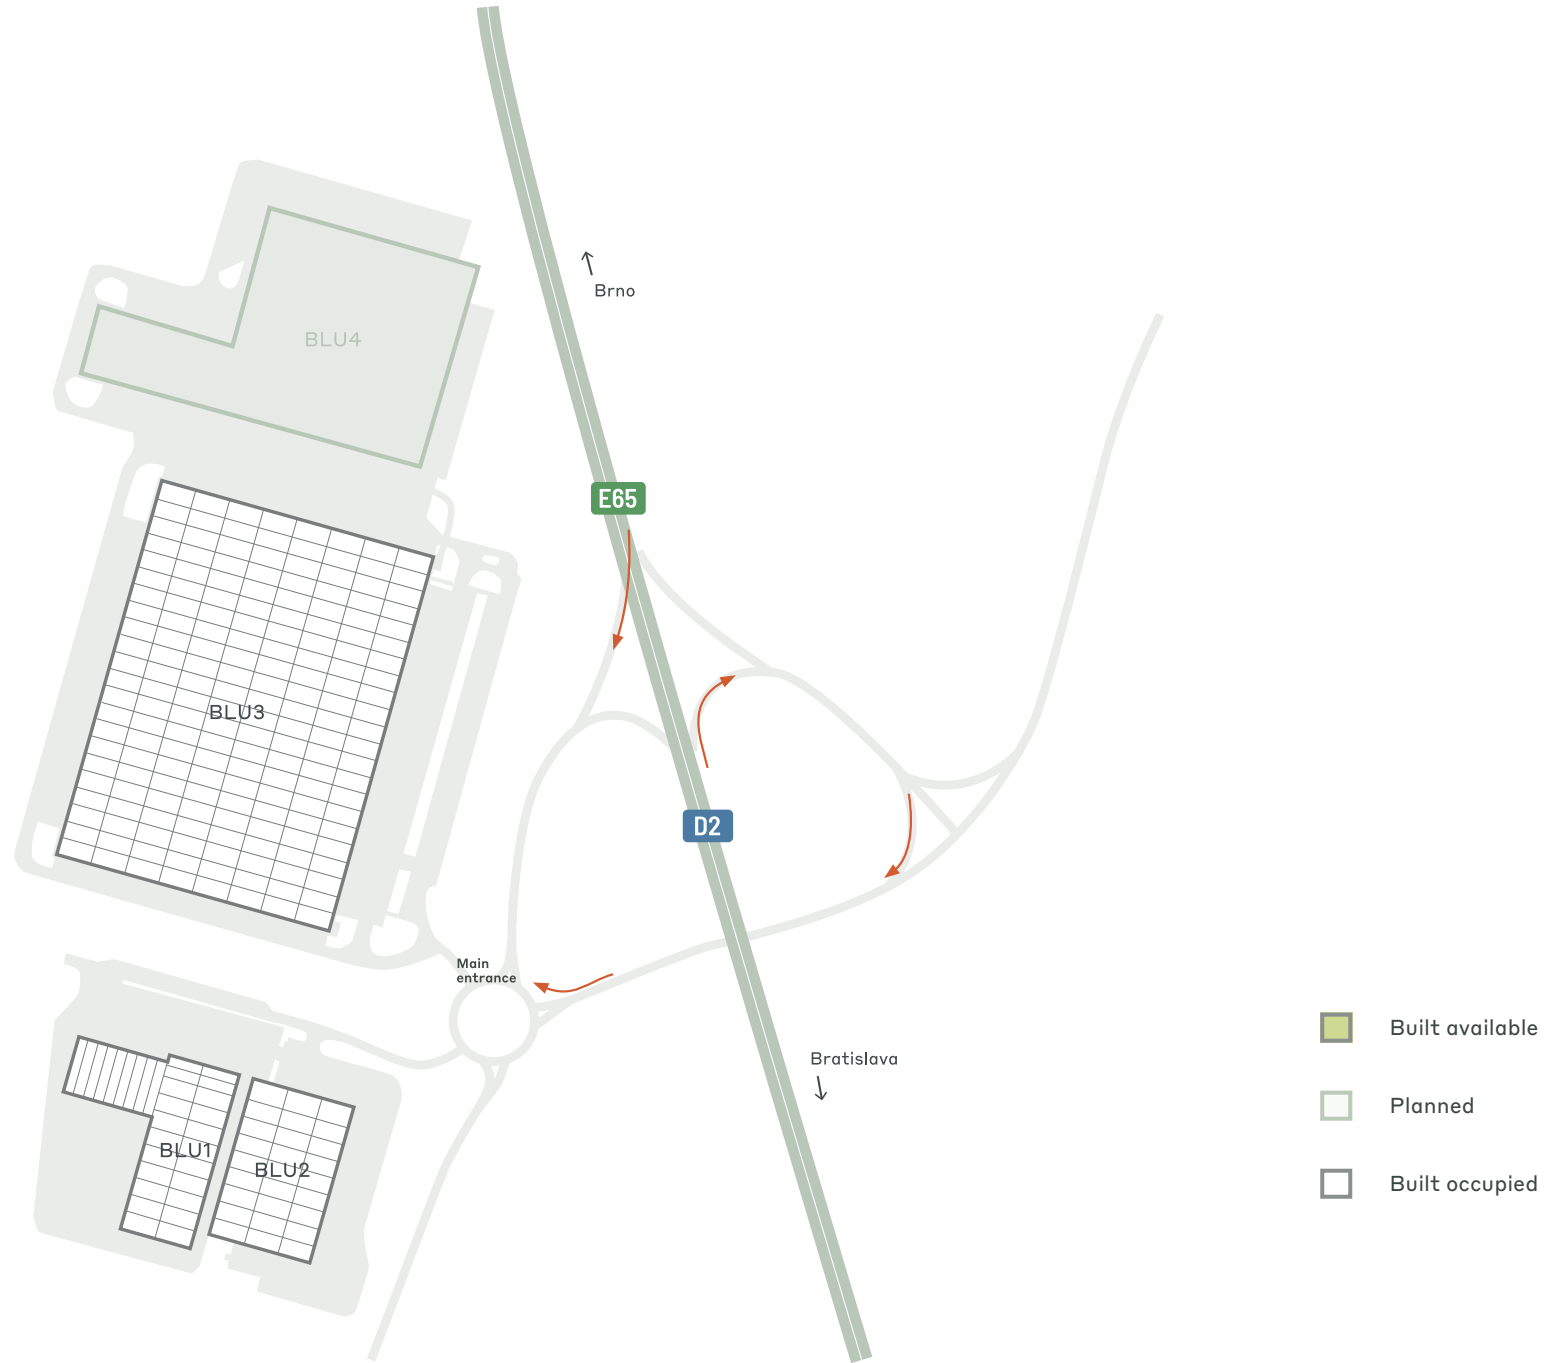 Brno
BLU4
E65
BLU3
D2
Main
entrance
Bratislava
BLU1
BLU2
Built available
Planned
Built occupied